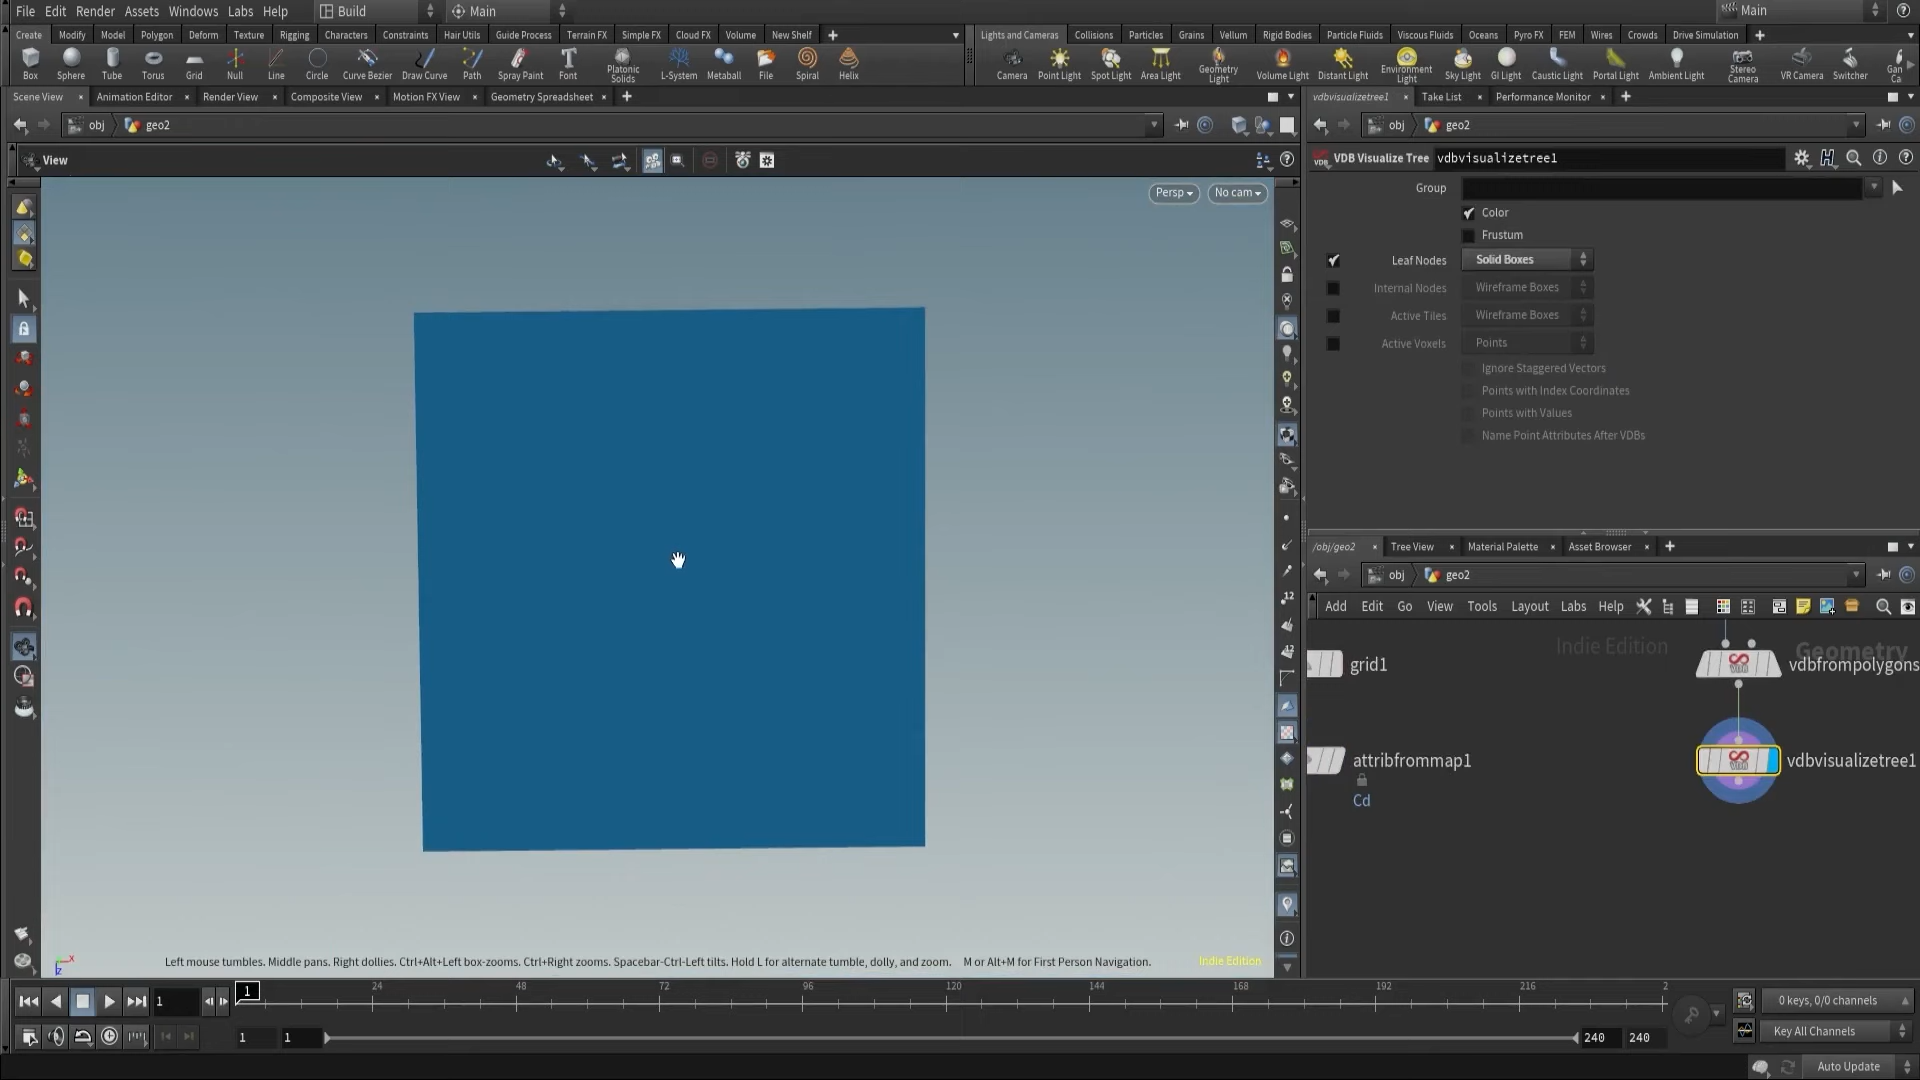 File Edit Render Assets Windows Labs Help Build Main Main
Create Modify Model Polygon Deform Texture Rigging Characters Constraints Hair Utils Guide Process Terrain FX Simple FX Cloud FX Volume New Shelf
Lights and Cameras Collisions Particles Grains Vellum Rigid Bodies Particle Fluids Viscous Fluids Oceans Pyro FX FEM Wires Crowds Drive Simulation
Box Sphere Tube Torus Grid Null Line Circle Curve Bezier Draw Curve Path Spray Paint Font Platonic Solids L-System Metaball File Spiral Helix
Camera Point Light Spot Light Area Light Geometry Light Volume Light Distant Light Environment Light Sky Light GI Light Caustic Light Portal Light Ambient Light Stereo Camera VR Camera Switcher Gan Ca
Scene View Animation Editor Render View Composite View Motion FX View Geometry Spreadsheet
vdbvisualizetree1 Take List Performance Monitor
obj geo2
obj geo2
View
VDB Visualize Tree vdbvisualizetree1
Persp No cam
Group
Color
Frustum
Leaf Nodes Solid Boxes
Internal Nodes Wireframe Boxes
Active Tiles Wireframe Boxes
Active Voxels Points
Ignore Staggered Vectors
Points with Index Coordinates
Points with Values
Name Point Attributes After VDBs
/obj/geo2 Tree View Material Palette Asset Browser
obj geo2
Add Edit Go View Tools Layout Labs Help
Indie Edition Geometry
grid1 VDB vdbfrompolygons
attribfrommap1 VDB vdbvisualizetree1
Cd
12
12
Left mouse tumbles. Middle pans. Right dollies. Ctrl+Alt+Left box-zooms. Ctrl+Right zooms. Spacebar-Ctrl-Left tilts. Hold L for alternate tumble, dolly, and zoom. M or Alt+M for First Person Navigation.
Indie Edition
x
z
1 1 24 48 72 96 120 144 168 192 216 2
0 keys, 0/0 channels
1 1 240 240
Key All Channels
Auto Update